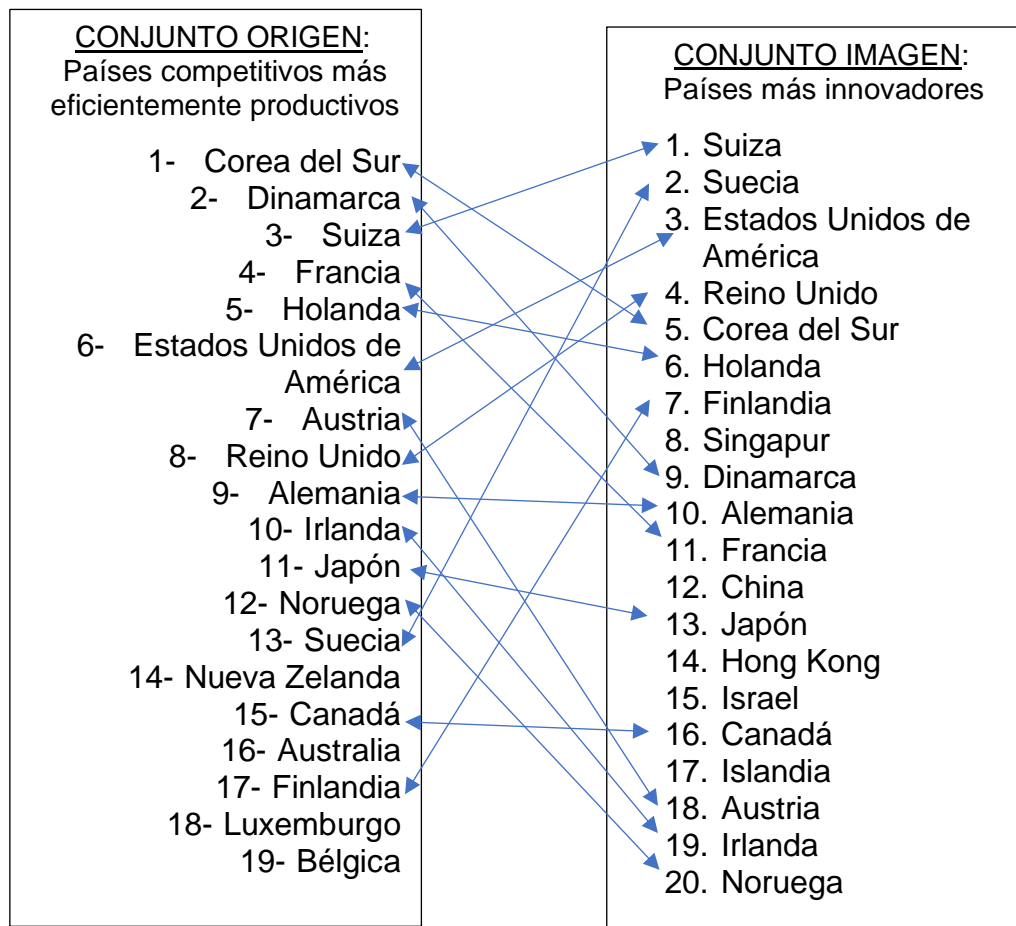 CONJUNTO ORIGEN:
Países competitivos más
eficientemente productivos
1- Corea del Sur
2- Dinamarca
3- Suiza
4- Francia
5- Holanda
6- Estados Unidos de
América
7- Austria
8- Reino Unido
9- Alemania
10- Irlanda
11- Japón
12- Noruega
13- Suecia
14- Nueva Zelanda
15- Canadá
16- Australia
17- Finlandia
18- Luxemburgo
19- Bélgica
CONJUNTO IMAGEN:
Países más innovadores
1. Suiza
2. Suecia
3. Estados Unidos de
América
4. Reino Unido
5. Corea del Sur
6. Holanda
7. Finlandia
8. Singapur
9. Dinamarca
10. Alemania
11. Francia
12. China
13. Japón
14. Hong Kong
15. Israel
16. Canadá
17. Islandia
18. Austria
19. Irlanda
20. Noruega